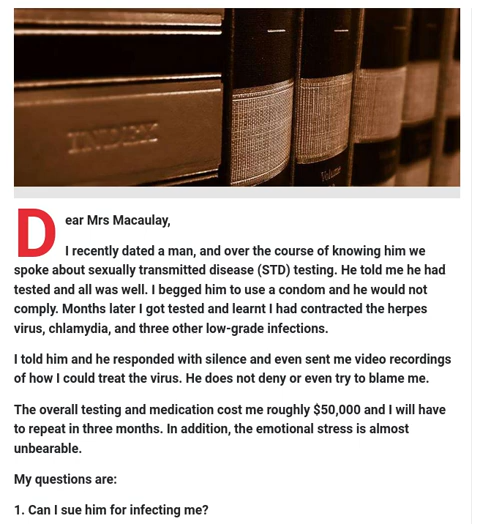 INDEX
Volume
Dear Mrs Macaulay,
I recently dated a man, and over the course of knowing him we
spoke about sexually transmitted disease (STD) testing. He told me he had
tested and all was well. I begged him to use a condom and he would not
comply. Months later I got tested and learnt I had contracted the herpes
virus, chlamydia, and three other low-grade infections.
I told him and he responded with silence and even sent me video recordings
of how I could treat the virus. He does not deny or even try to blame me.
The overall testing and medication cost me roughly $50,000 and I will have
to repeat in three months. In addition, the emotional stress is almost
unbearable.
My questions are:
1. Can I sue him for infecting me?